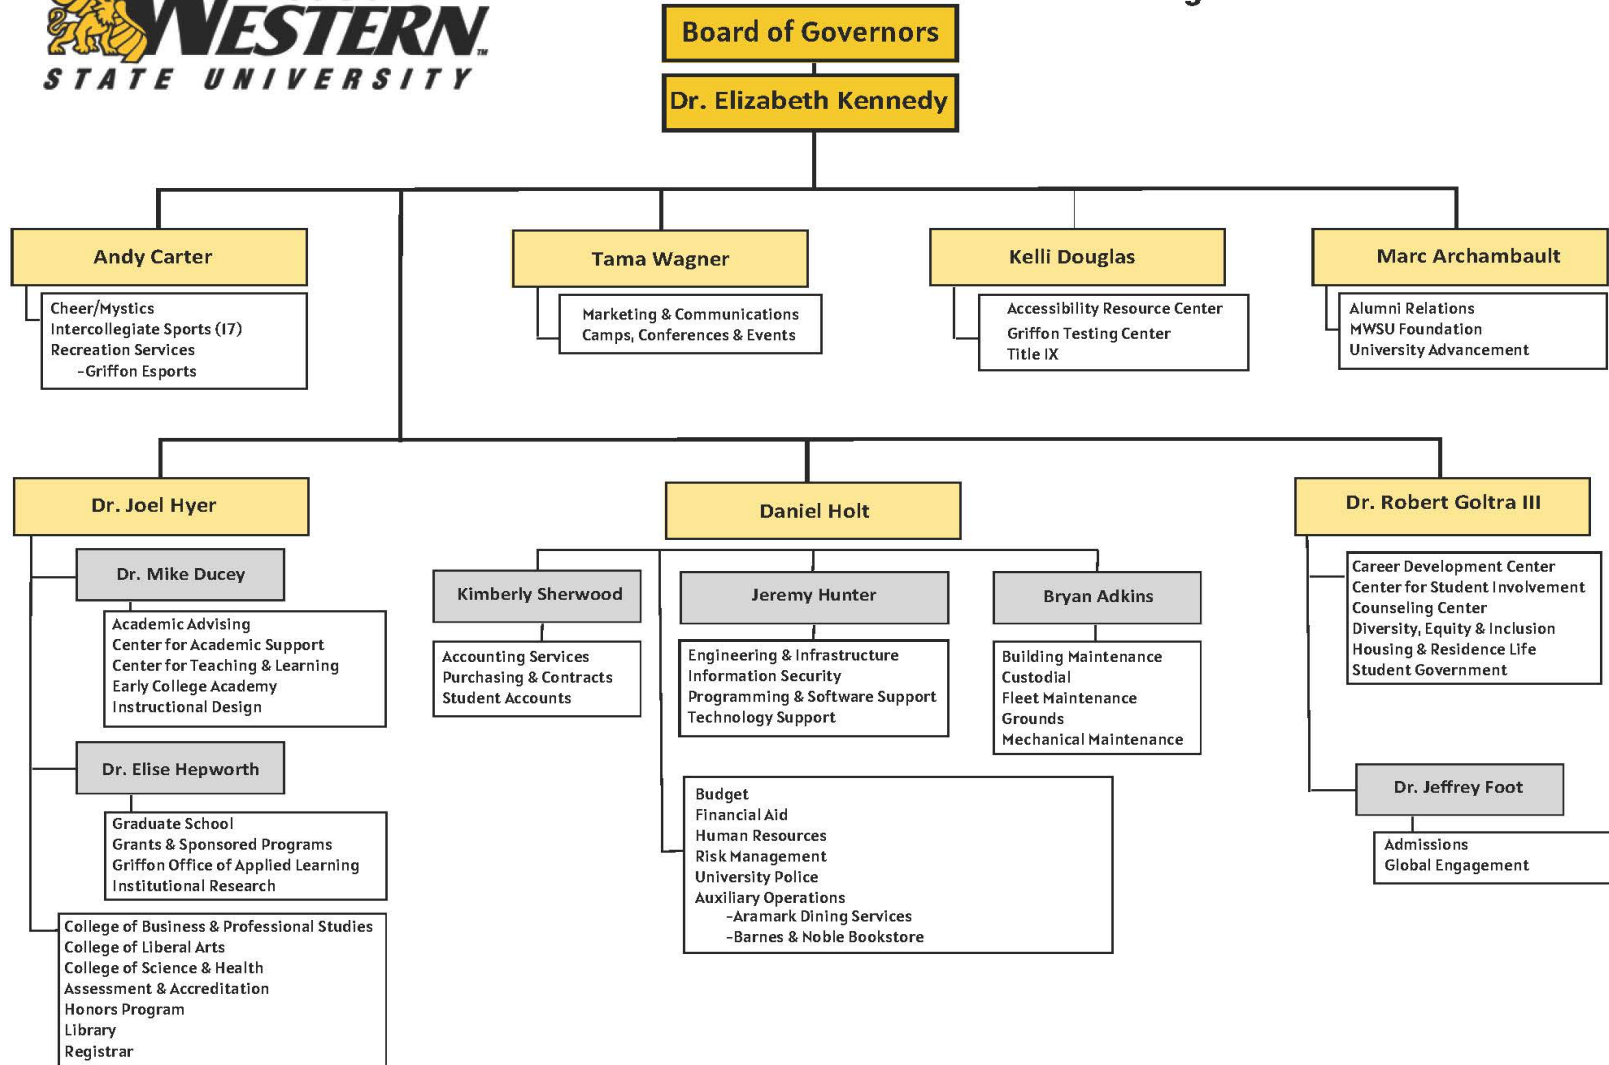 WESTERN™
STATE UNIVERSITY
Board of Governors
Dr. Elizabeth Kennedy
Andy Carter
Cheer/Mystics
Intercollegiate Sports (17)
Recreation Services
-Griffon Esports
Tama Wagner
Marketing & Communications
Camps, Conferences & Events
Kelli Douglas
Accessibility Resource Center
Griffon Testing Center
Title IX
Marc Archambault
Alumni Relations
MWSU Foundation
University Advancement
Dr. Joel Hyer
Dr. Mike Ducey
Academic Advising
Center for Academic Support
Center for Teaching & Learning
Early College Academy
Instructional Design
Dr. Elise Hepworth
Graduate School
Grants & Sponsored Programs
Griffon Office of Applied Learning
Institutional Research
College of Business & Professional Studies
College of Liberal Arts
College of Science & Health
Assessment & Accreditation
Honors Program
Library
Registrar
Daniel Holt
Kimberly Sherwood
Accounting Services
Purchasing & Contracts
Student Accounts
Jeremy Hunter
Engineering & Infrastructure
Information Security
Programming & Software Support
Technology Support
Bryan Adkins
Building Maintenance
Custodial
Fleet Maintenance
Grounds
Mechanical Maintenance
Budget
Financial Aid
Human Resources
Risk Management
University Police
Auxiliary Operations
-Aramark Dining Services
-Barnes & Noble Bookstore
Dr. Robert Goltra III
Career Development Center
Center for Student Involvement
Counseling Center
Diversity, Equity & Inclusion
Housing & Residence Life
Student Government
Dr. Jeffrey Foot
Admissions
Global Engagement